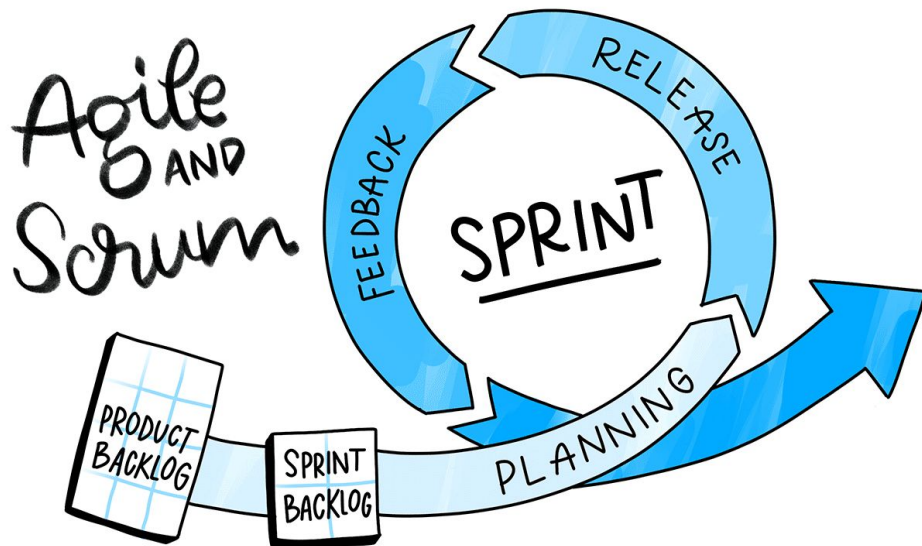 Agile
AND
Scrum
RELEASE
FEEDBACK
SPRINT
PLANNING
PRODUCT
BACKLOG
SPRINT
BACKLOG